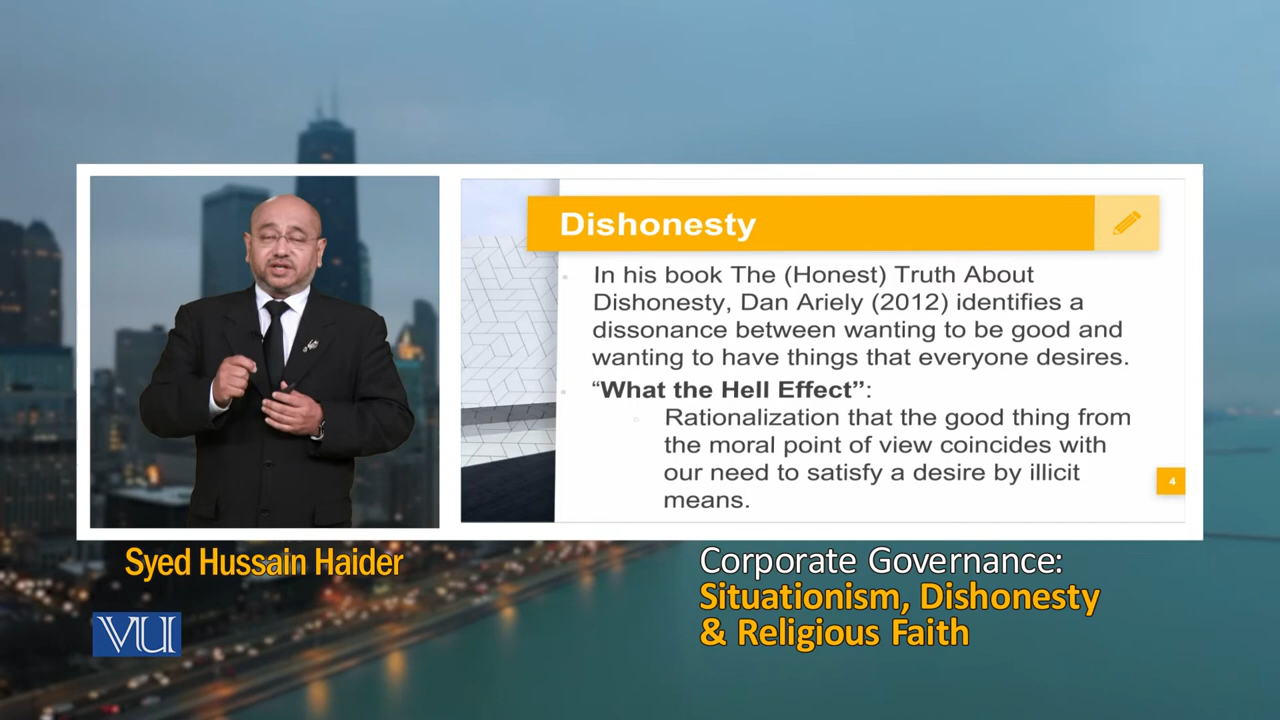 Dishonesty
In his book The (Honest) Truth About
Dishonesty, Dan Ariely (2012) identifies a
dissonance between wanting to be good and
wanting to have things that everyone desires.
“What the Hell Effect”:
Rationalization that the good thing from
the moral point of view coincides with
our need to satisfy a desire by illicit
means.
4
Syed Hussain Haider
Corporate Governance:
Situationism, Dishonesty
& Religious Faith
VU